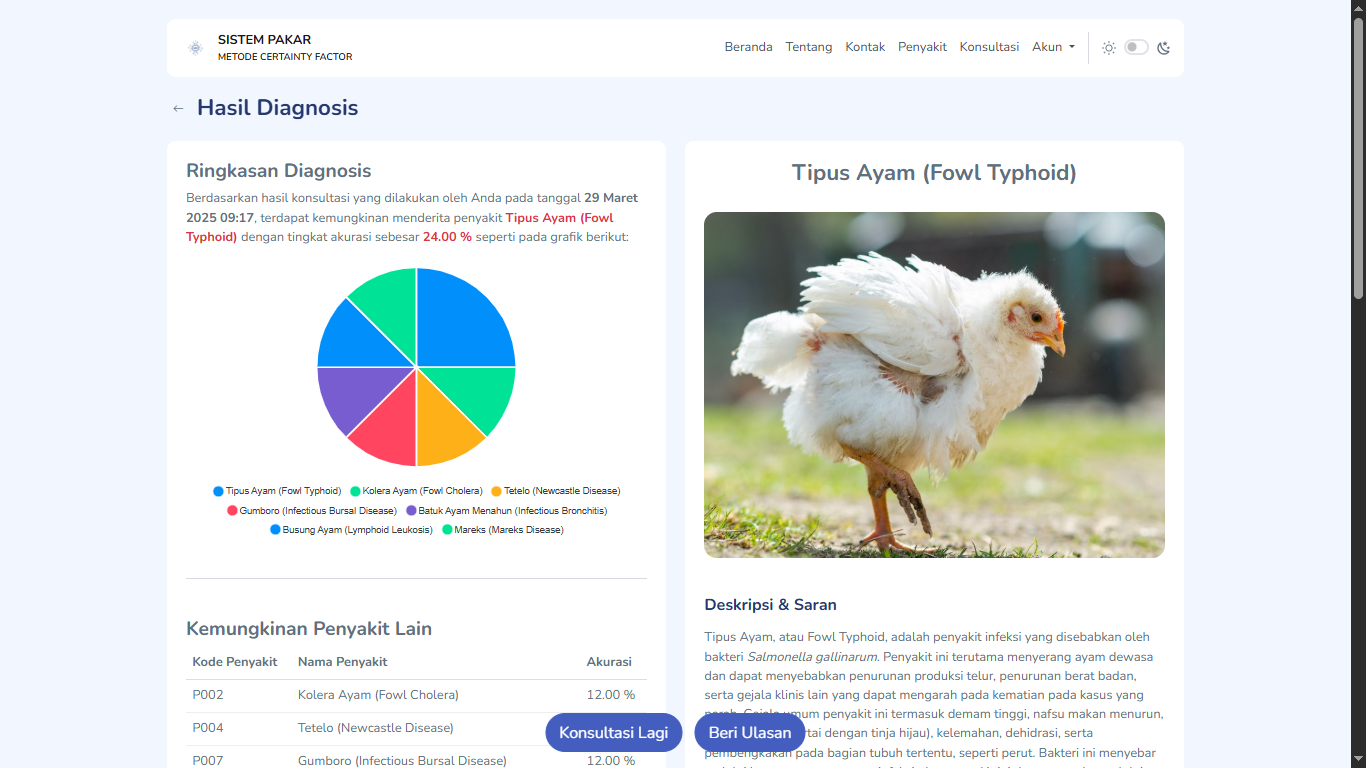 SISTEM PAKAR
METODE CERTAINTY FACTOR
Beranda Tentang Kontak Penyakit Konsultasi Akun
← Hasil Diagnosis
Ringkasan Diagnosis
Berdasarkan hasil konsultasi yang dilakukan oleh Anda pada tanggal 29 Maret
2025 09:17, terdapat kemungkinan menderita penyakit Tipus Ayam (Fowl
Typhoid) dengan tingkat akurasi sebesar 24.00 % seperti pada grafik berikut:
Tipus Ayam (Fowl Typhoid) Kolera Ayam (Fowl Cholera) Tetelo (Newcastle Disease)
Gumboro (Infectious Bursal Disease) Batuk Ayam Menahun (Infectious Bronchitis)
Busung Ayam (Lymphoid Leukosis) Mareks (Mareks Disease)
Kemungkinan Penyakit Lain
Kode Penyakit Nama Penyakit Akurasi
P002 Kolera Ayam (Fowl Cholera) 12.00 %
P004 Tetelo (Newcastle Disease)
P007 Gumboro (Infectious Bursal Disease) 12.00 %
Tipus Ayam (Fowl Typhoid)
Deskripsi & Saran
Tipus Ayam, atau Fowl Typhoid, adalah penyakit infeksi yang disebabkan oleh
bakteri Salmonella gallinarum. Penyakit ini terutama menyerang ayam dewasa
dan dapat menyebabkan penurunan produksi telur, penurunan berat badan,
serta gejala klinis lain yang dapat mengarah pada kematian pada kasus yang
parah. Gejala umum penyakit ini termasuk demam tinggi, nafsu makan menurun,
dengan tinja hijau), kelemahan, dehidrasi, serta
pembengkakan pada bagian tubuh tertentu, seperti perut. Bakteri ini menyebar
Konsultasi Lagi Beri Ulasan